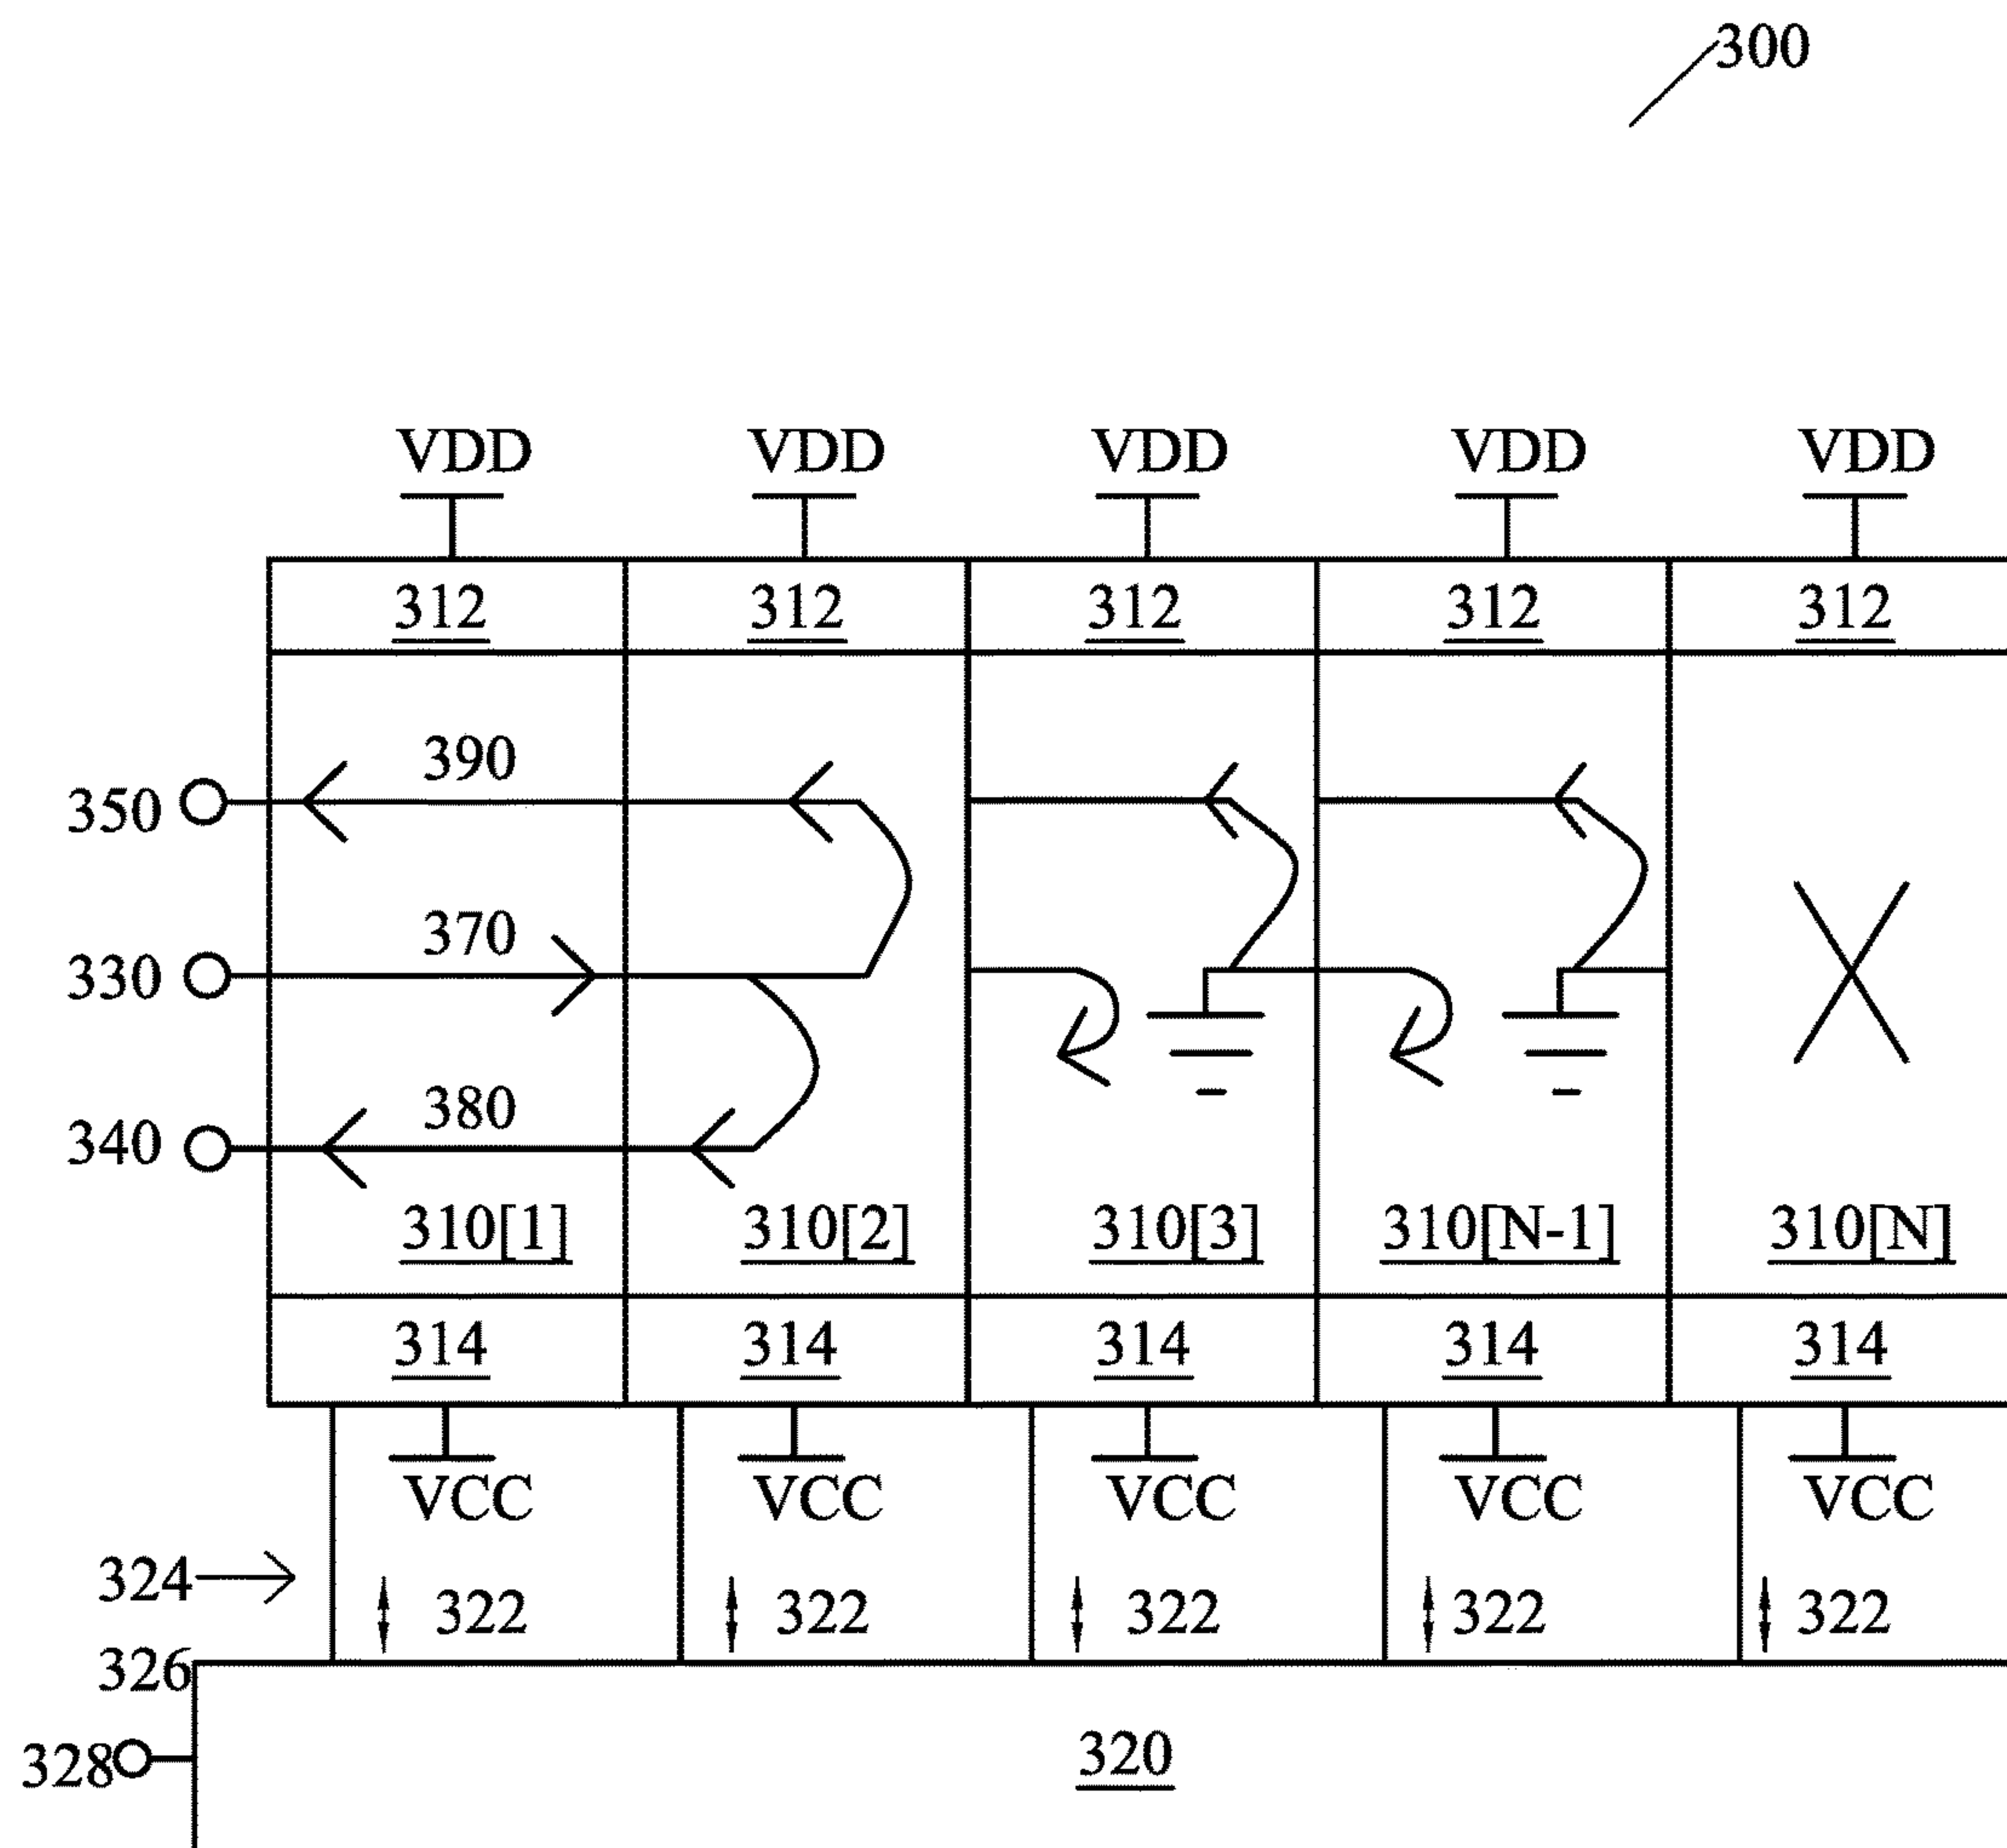 300
VDD VDD VDD VDD VDD
312 312 312 312 312
390
350
370
330
380
340
310[1] 310[2] 310[3] 310[N-1] 310[N]
314 314 314 314 314
VCC VCC VCC VCC VCC
324
322 322 322 322 322
326
328
320